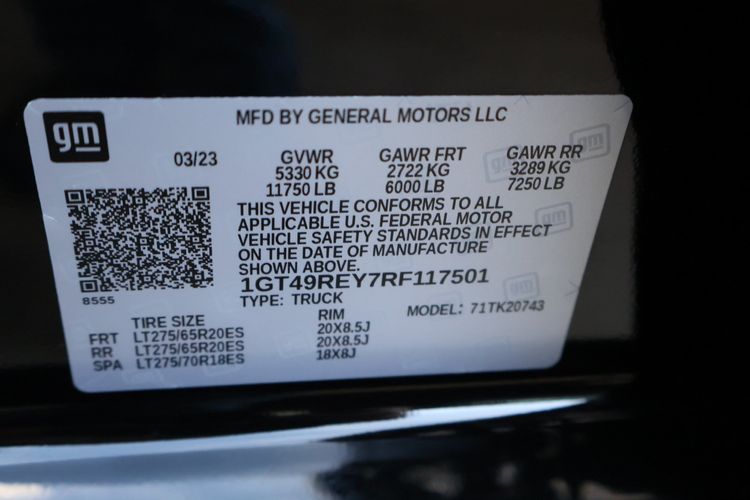 gm
MFD BY GENERAL MOTORS LLC
03/23 GVWR GAWR FRT GAWR RR
5330 KG 2722 KG 3289 KG
11750 LB 6000 LB 7250 LB
THIS VEHICLE CONFORMS TO ALL
APPLICABLE U.S. FEDERAL MOTOR
VEHICLE SAFETY STANDARDS IN EFFECT
ON THE DATE OF MANUFACTURE
SHOWN ABOVE.
8555
1GT49REY7RF117501
TYPE: TRUCK MODEL: 71TK20743
TIRE SIZE RIM
FRT LT275/65R20ES 20X8.5J
RR LT275/65R20ES 20X8.5J
SPA LT275/70R18ES 18X8J